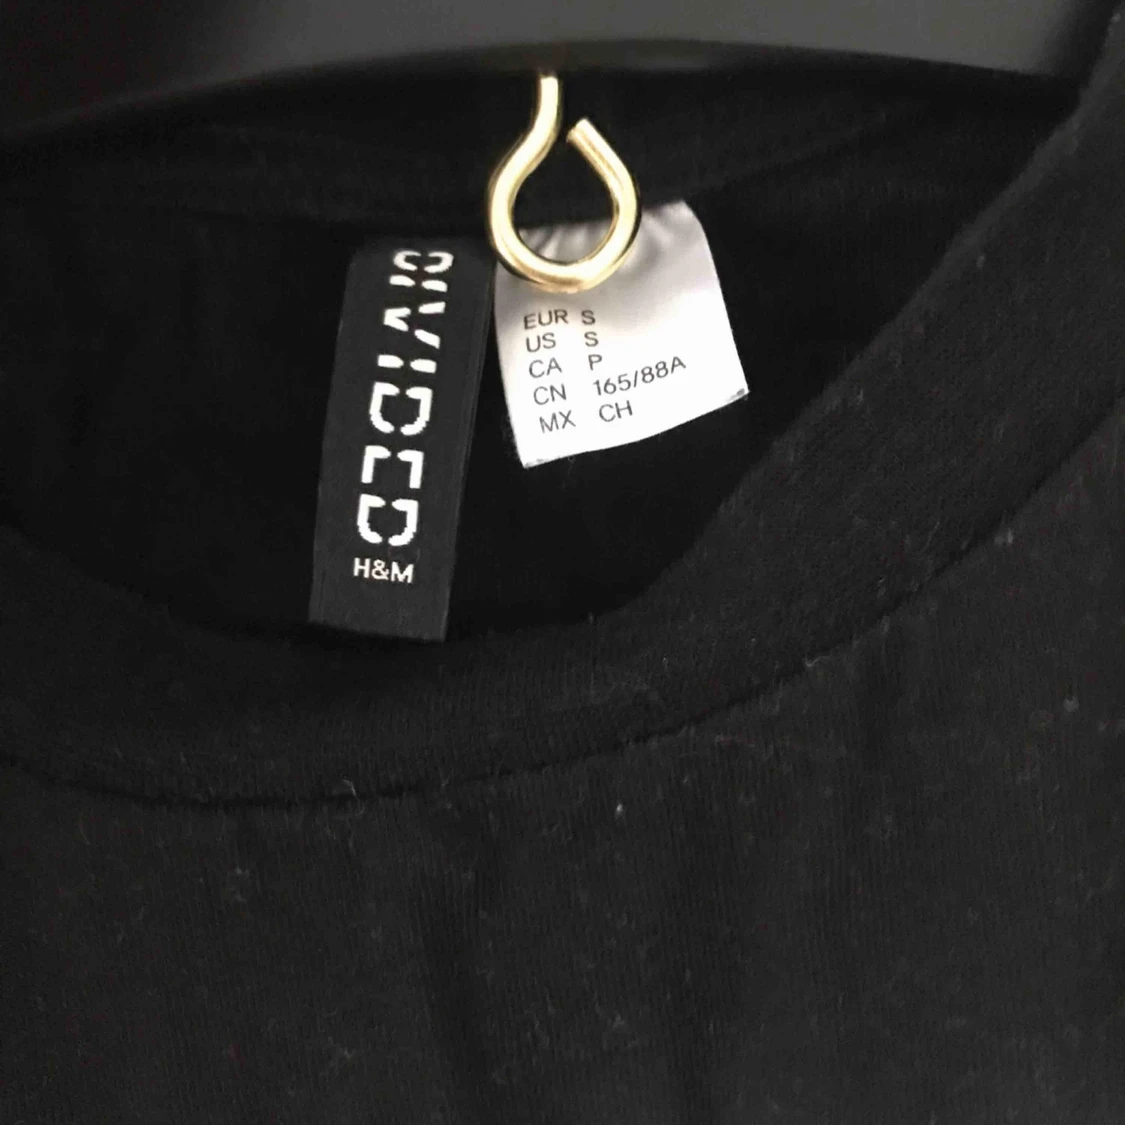 DIVIDED
H&M
EUR S
US S
CA P
CN 165/88A
MX CH